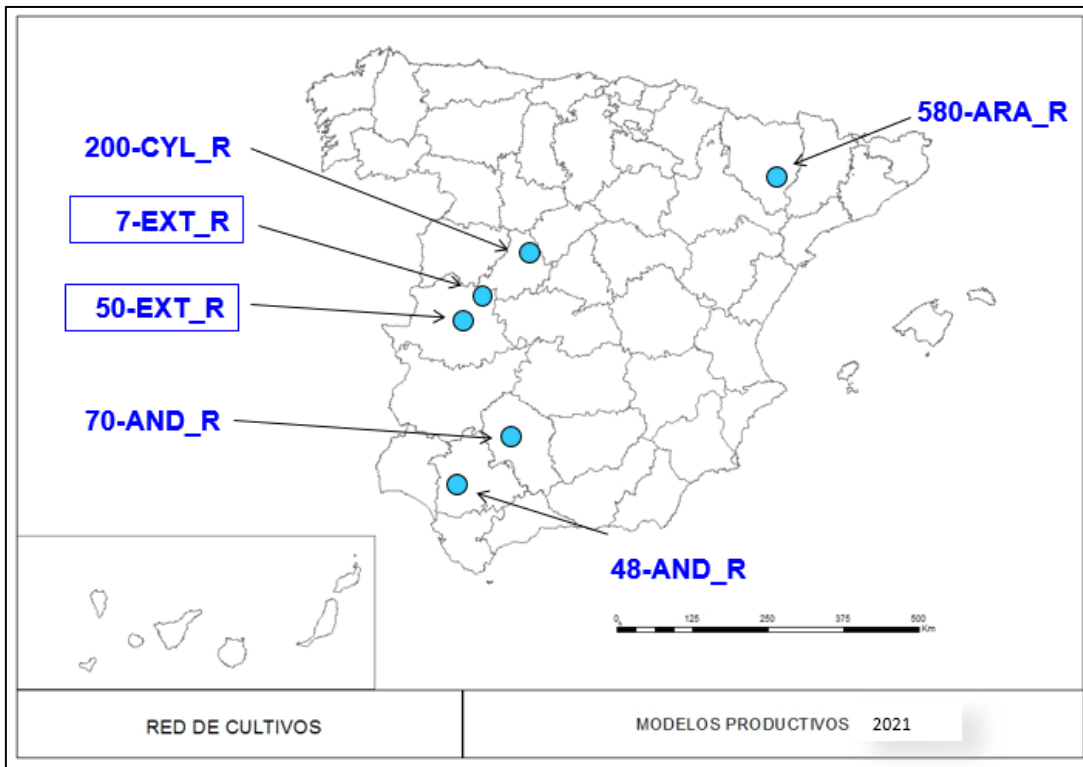 580-ARA_R
200-CYL_R
7-EXT_R
50-EXT_R
70-AND_R
48-AND_R
0 125 250 375 500
Km
RED DE CULTIVOS
MODELOS PRODUCTIVOS 2021